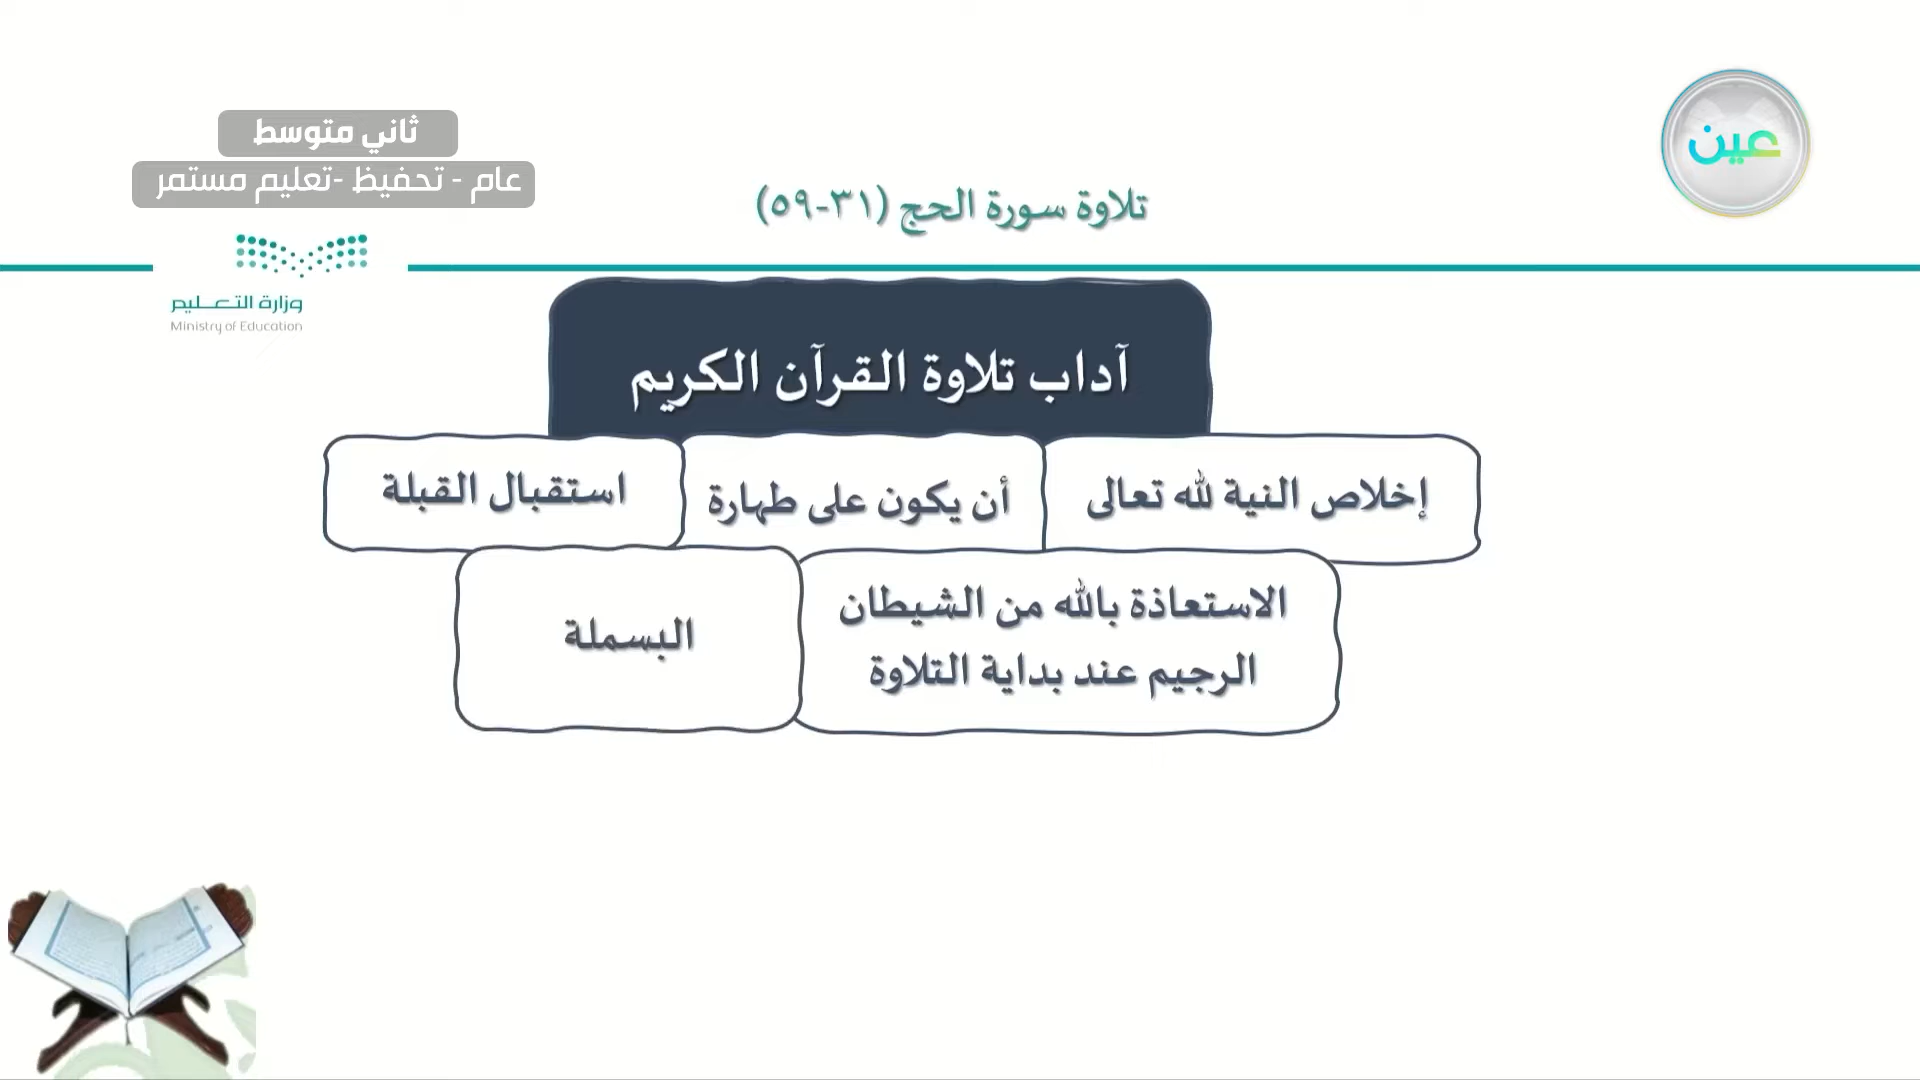 ثاني متوسط
عام - تحفيظ -تعليم مستمر
عين
تلاوة سورة الحج (٣١-٥٩)
وزارة التعليم
Ministry of Education
آداب تلاوة القرآن الكريم
إخلاص النية لله تعالى
أن يكون على طهارة
استقبال القبلة
الاستعاذة بالله من الشيطان
الرجيم عند بداية التلاوة
البسملة